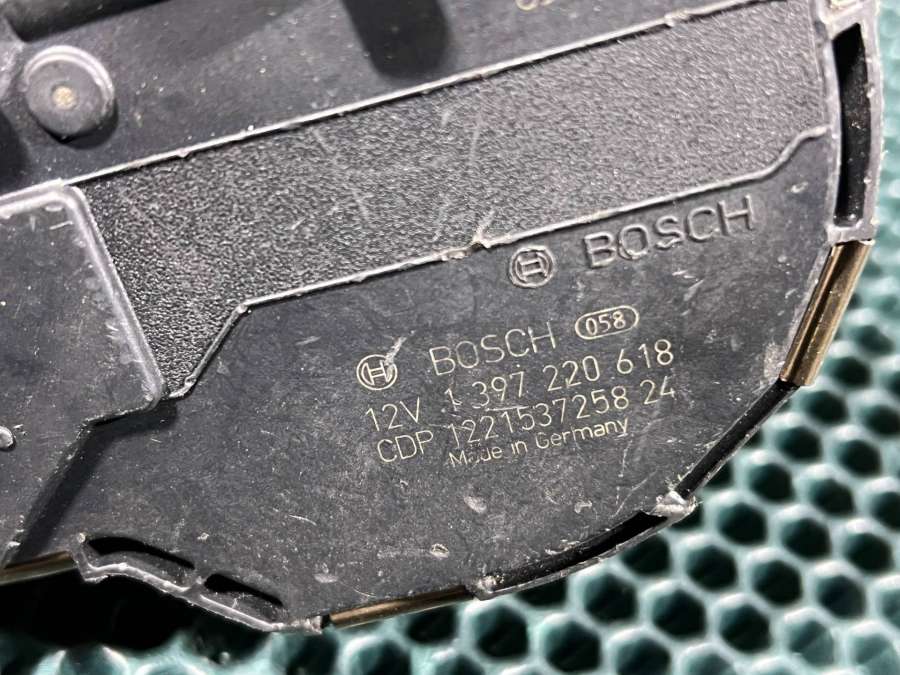 BOSCH
BOSCH 058
12V 1 397 220 618
CDP 1221537258 24
Made in Germany